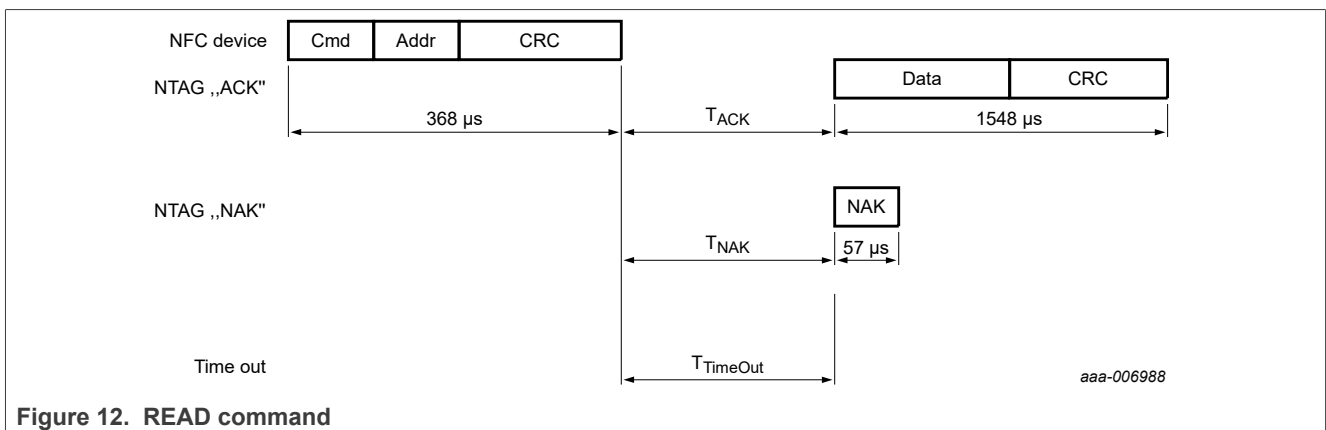 NFC device Cmd Addr CRC
NTAG ,,ACK" Data CRC
368 µs TACK 1548 µs
NTAG ,,NAK" NAK
TNAK 57 µs
Time out TTimeOut aaa-006988
Figure 12. READ command